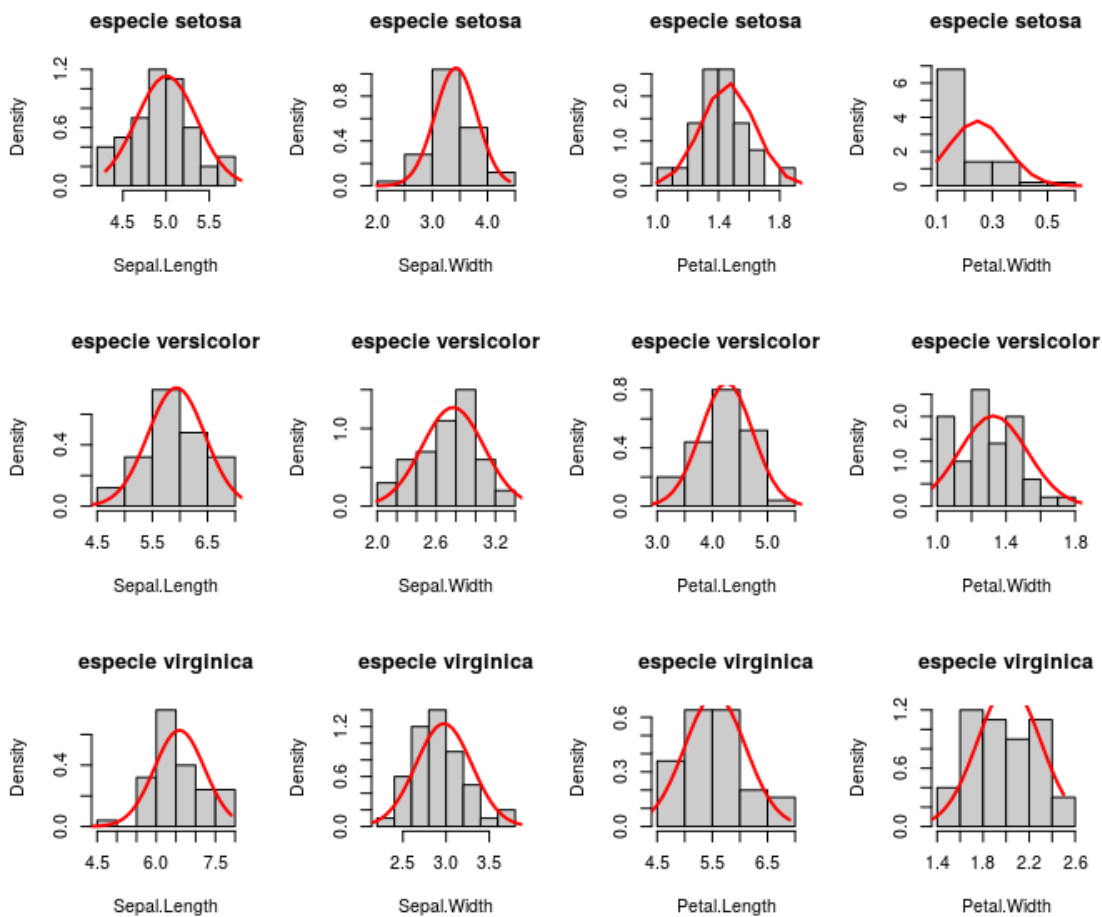 especie setosa especie setosa especie setosa especie setosa
Density 0.0 0.6 1.2 Density 0.0 0.4 0.8 Density 0.0 1.0 2.0 Density 0 2 4 6
4.5 5.0 5.5 2.0 3.0 4.0 1.0 1.4 1.8 0.1 0.3 0.5
Sepal.Length Sepal.Width Petal.Length Petal.Width
especie versicolor especie versicolor especie versicolor especie versicolor
Density 0.0 0.4 Density 0.0 1.0 Density 0.0 0.4 0.8 Density 0.0 1.0 2.0
4.5 5.5 6.5 2.0 2.6 3.2 3.0 4.0 5.0 1.0 1.4 1.8
Sepal.Length Sepal.Width Petal.Length Petal.Width
especie virginica especie virginica especie virginica especie virginica
Density 0.0 0.4 Density 0.0 0.6 1.2 Density 0.0 0.3 0.6 Density 0.0 0.6 1.2
4.5 6.0 7.5 2.5 3.0 3.5 4.5 5.5 6.5 1.4 1.8 2.2 2.6
Sepal.Length Sepal.Width Petal.Length Petal.Width